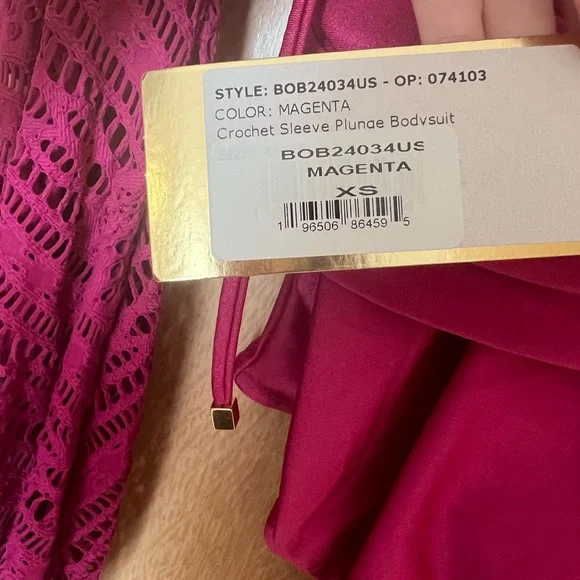 STYLE: BOB24034US - OP: 074103
COLOR: MAGENTA
Crochet Sleeve Plunge Bodysuit
BOB24034US
MAGENTA
XS
1 96506 86459 5